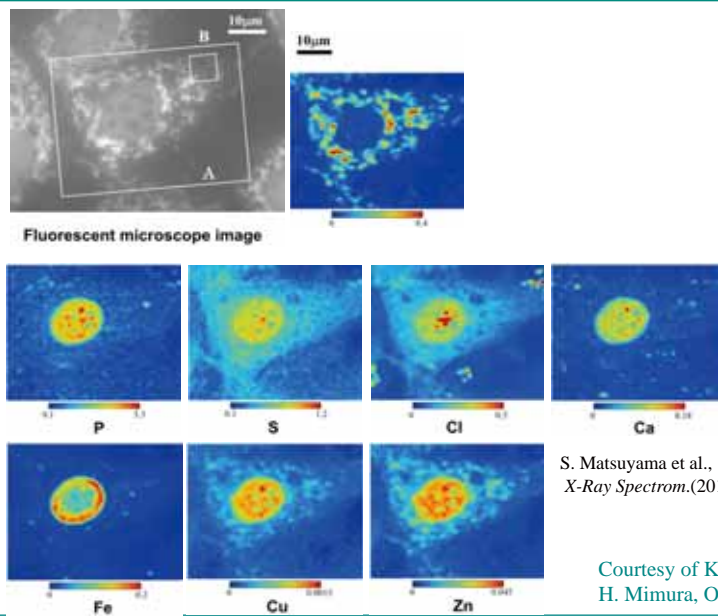 10μm
B
A
10μm
0 0.4
Fluorescent microscope image
P
S
Cl
Ca
Fe
Cu
Zn
S. Matsuyama et al.,
X-Ray Spectrom.(201
Courtesy of K
H. Mimura, O